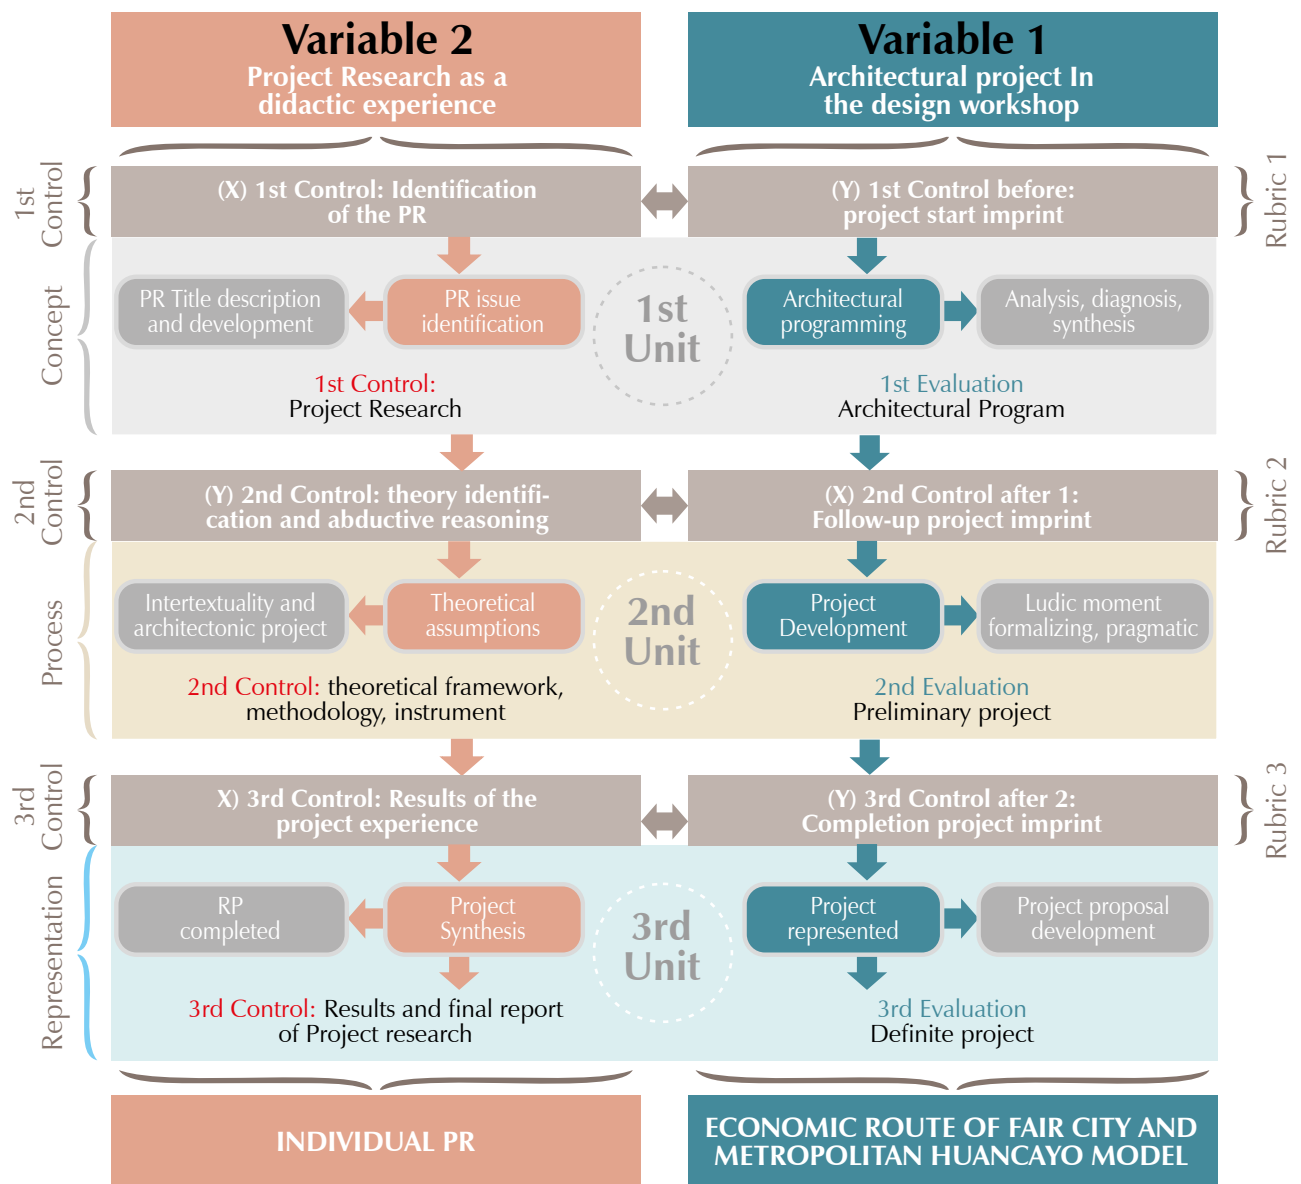 Variable 2
Project Research as a
didactic experience
Variable 1
Architectural project In
the design workshop
1st
Control
(X) 1st Control: Identification
of the PR
(Y) 1st Control before:
project start imprint
Rubric 1
Concept
PR Title description
and development
PR issue
identification
1st
Unit
Architectural
programming
Analysis, diagnosis,
synthesis
1st Control:
Project Research
1st Evaluation
Architectural Program
2nd
Control
(Y) 2nd Control: theory identifi-
cation and abductive reasoning
(X) 2nd Control after 1:
Follow-up project imprint
Rubric 2
Process
Intertextuality and
architectonic project
Theoretical
assumptions
2nd
Unit
Project
Development
Ludic moment
formalizing, pragmatic
2nd Control: theoretical framework,
methodology, instrument
2nd Evaluation
Preliminary project
3rd
Control
X) 3rd Control: Results of the
project experience
(Y) 3rd Control after 2:
Completion project imprint
Rubric 3
Representation
RP
completed
Project
Synthesis
3rd
Unit
Project
represented
Project proposal
development
3rd Control: Results and final report
of Project research
3rd Evaluation
Definite project
INDIVIDUAL PR
ECONOMIC ROUTE OF FAIR CITY AND
METROPOLITAN HUANCAYO MODEL